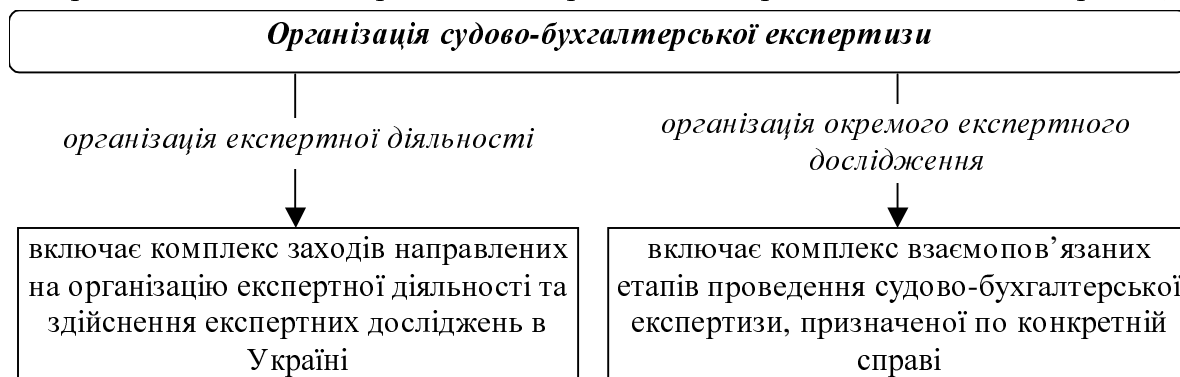 Організація судово-бухгалтерської експертизи
організація експертної діяльності
організація окремого експертного
дослідження
включає комплекс заходів направлених
на організацію експертної діяльності та
здійснення експертних досліджень в
Україні
включає комплекс взаємопов’язаних
етапів проведення судово-бухгалтерської
експертизи, призначеної по конкретній
справі